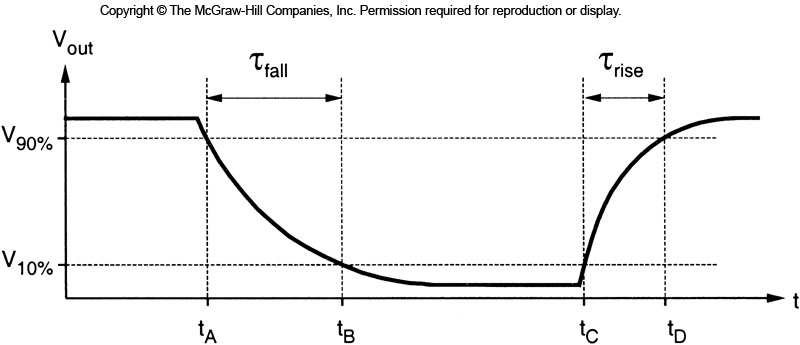 Copyright © The McGraw-Hill Companies, Inc. Permission required for reproduction or display.
Vout
τfall
τrise
V90%
V10%
t
tA
tB
tC
tD